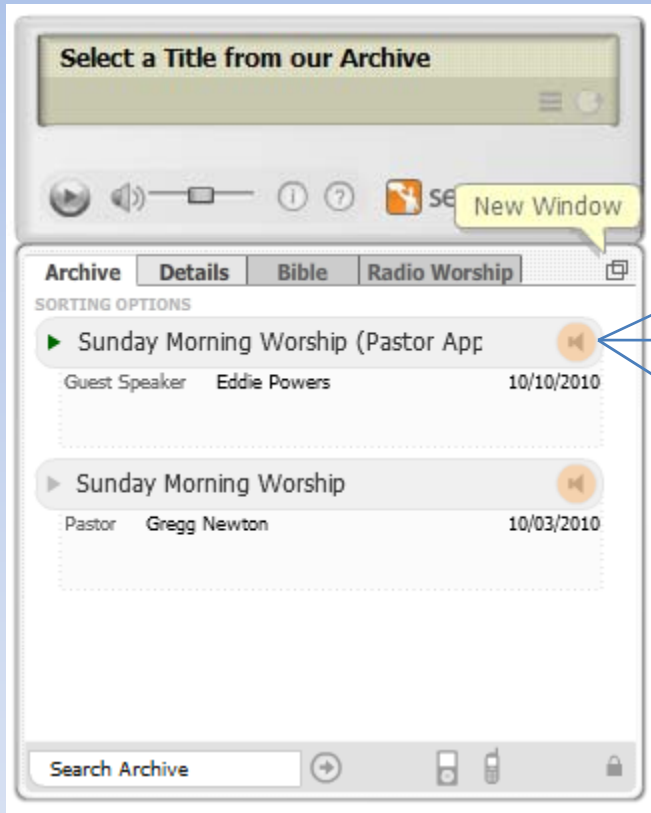 Select a Title from our Archive
se
New Window
Archive Details Bible Radio Worship
SORTING OPTIONS
Sunday Morning Worship (Pastor App
Guest Speaker Eddie Powers 10/10/2010
Sunday Morning Worship
Pastor Gregg Newton 10/03/2010
Search Archive